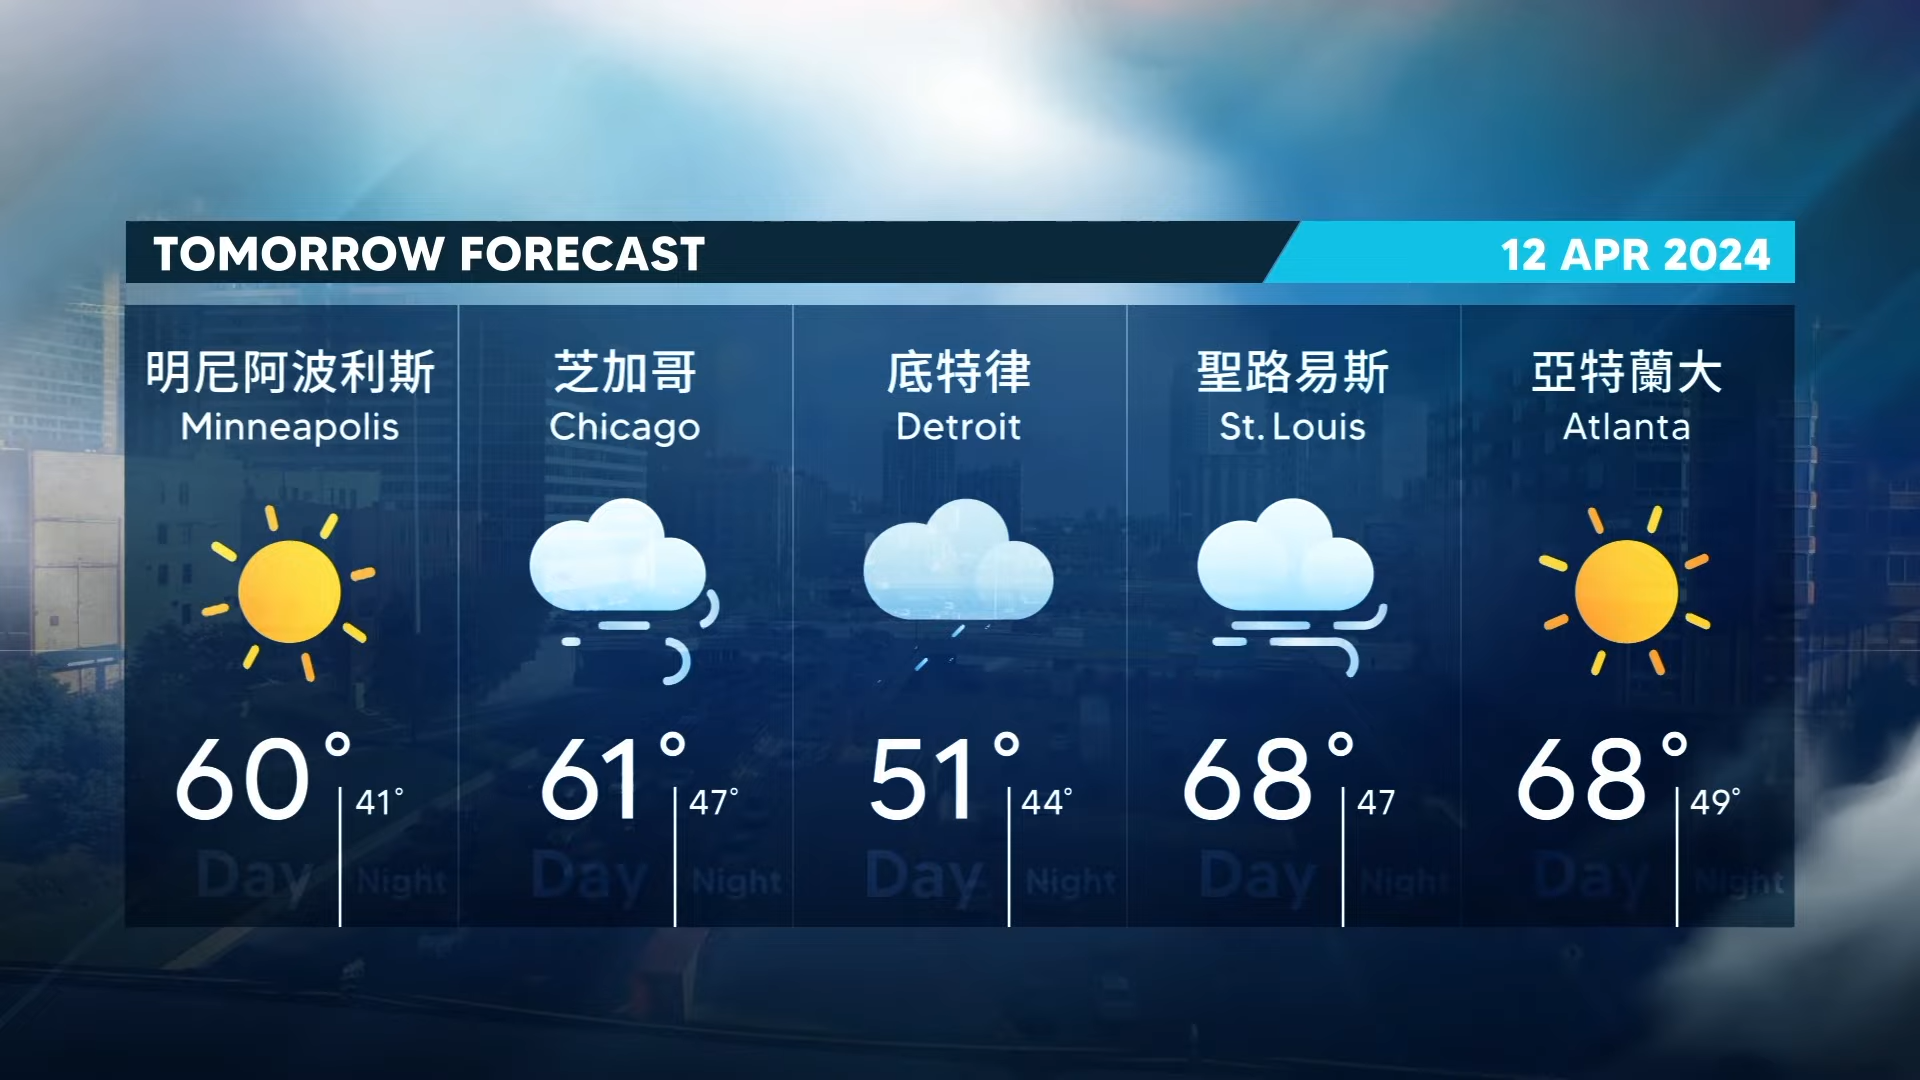 TOMORROW FORECAST
12 APR 2024
明尼阿波利斯
Minneapolis
60°
41°
Day
Night
芝加哥
Chicago
61°
47°
Day
Night
底特律
Detroit
51°
44°
Day
Night
聖路易斯
St. Louis
68°
47
Day
Night
亞特蘭大
Atlanta
68°
49°
Day
Night